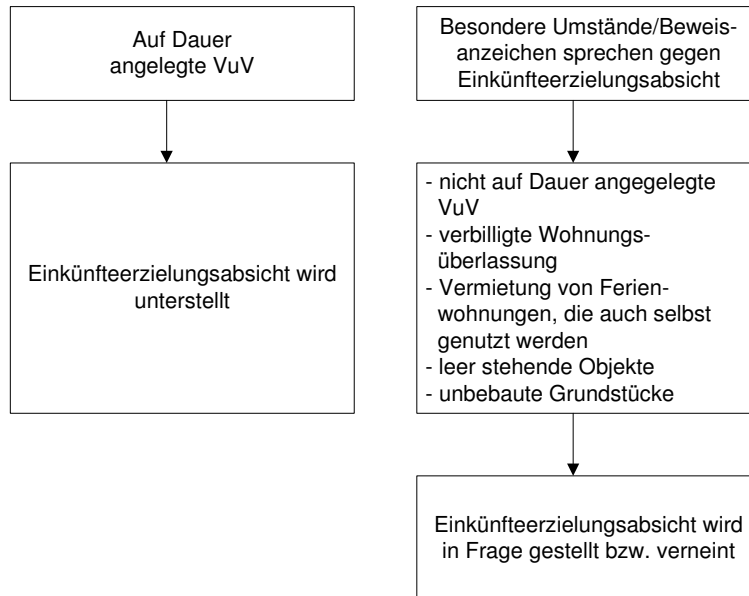 Auf Dauer
angelegte VuV
Einkünfteerzielungsabsicht wird
unterstellt
Besondere Umstände/Beweis-
anzeichen sprechen gegen
Einkünfteerzielungsabsicht
- nicht auf Dauer angegelegte
VuV
- verbilligte Wohnungs-
überlassung
- Vermietung von Ferien-
wohnungen, die auch selbst
genutzt werden
- leer stehende Objekte
- unbebaute Grundstücke
Einkünfteerzielungsabsicht wird
in Frage gestellt bzw. verneint